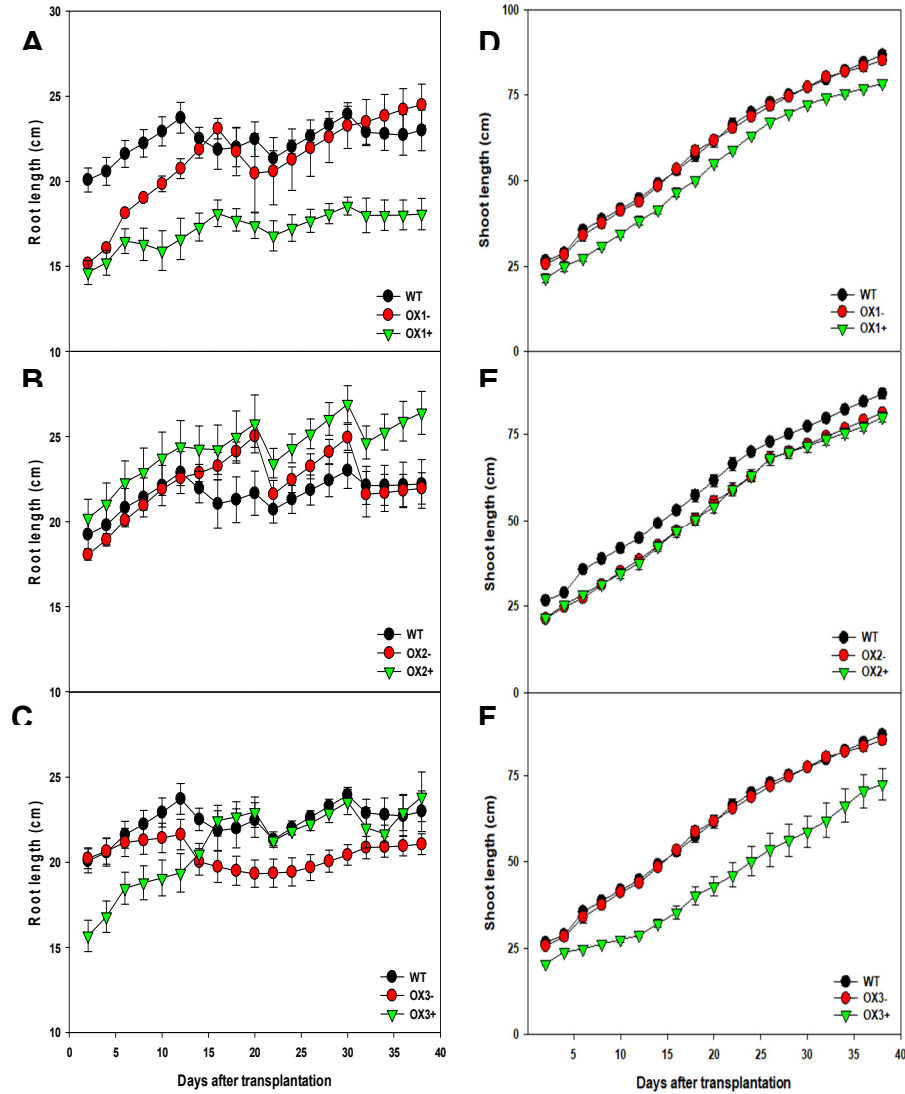 A
30
25
20
15
10
Root length (cm)
WT
OX1-
OX1+
B
25
20
15
10
Root length (cm)
WT
OX2-
OX2+
C
25
20
15
10
Root length (cm)
WT
OX3-
OX3+
0 5 10 15 20 25 30 35 40
Days after transplantation
D
100
75
50
25
0
Shoot length (cm)
WT
OX1-
OX1+
E
75
50
25
0
Shoot length (cm)
WT
OX2-
OX2+
F
75
50
25
0
Shoot length (cm)
WT
OX3-
OX3+
5 10 15 20 25 30 35 40
Days after transplantation